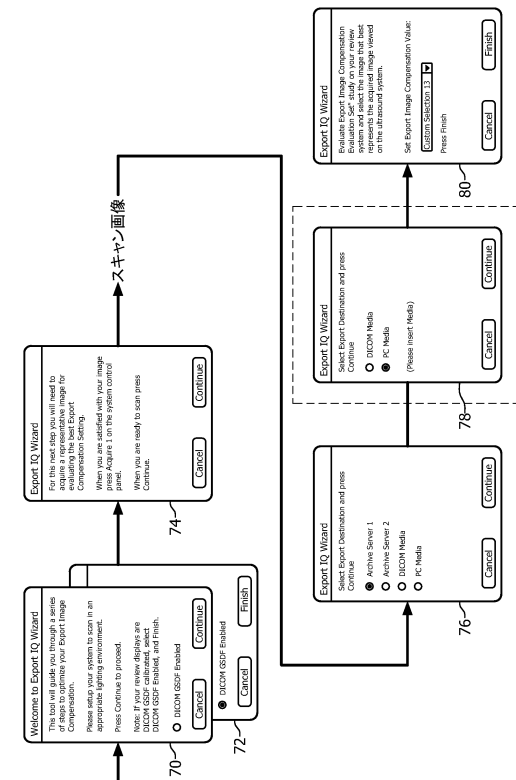 Welcome to Export IQ Wizard
This tool will guide you through a series
of steps to optimize your Export Image
Compensation.
Please setup your system to scan in an
appropriate lighting environment.
Press Continue to proceed.
Note: If your review displays are
DICOM GSDF calibrated, select
DICOM GSDF Enabled, and Finish.
DICOM GSDF Enabled
Cancel
Continue
70
DICOM GSDF Enabled
Cancel
Finish
72
Export IQ Wizard
For this next step you will need to
acquire a representative image for
evaluating the best Export
Compensation Setting.
When you are satisfied with your image
press Acquire 1 on the system control
panel.
When you are ready to scan press
Continue.
Cancel
Continue
74
スキャン画像
Export IQ Wizard
Select Export Destination and press
Continue
Archive Server 1
Archive Server 2
DICOM Media
PC Media
Cancel
Continue
76
Export IQ Wizard
Select Export Destination and press
Continue
DICOM Media
PC Media
(Please insert Media)
Cancel
Continue
78
Export IQ Wizard
Evaluate Export Image Compensation
Evaluation Set" study on your review
system and select the image that best
represents the acquired image viewed
on the ultrasound system.
Set Export Image Compensation Value:
Custom Selection 13
Press Finish
Cancel
Finish
80